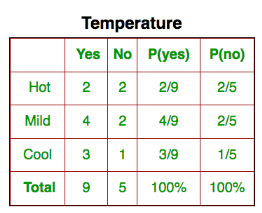 Temperature
Yes No P(yes) P(no)
Hot 2 2 2/9 2/5
Mild 4 2 4/9 2/5
Cool 3 1 3/9 1/5
Total 9 5 100% 100%